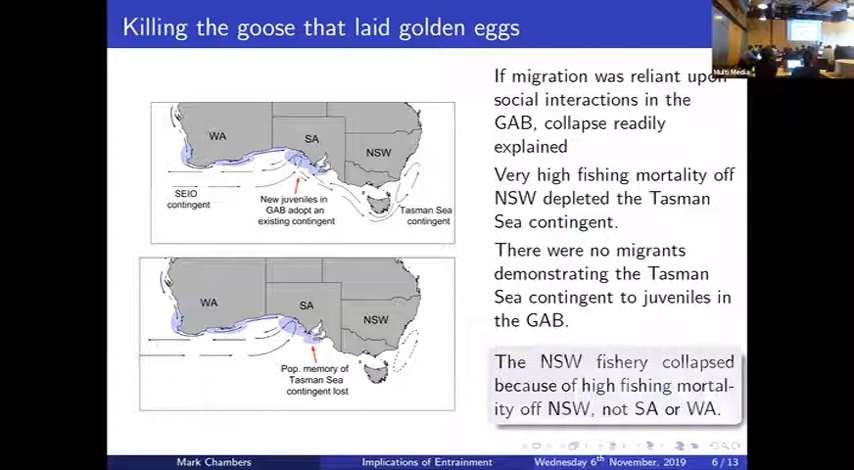 Killing the goose that laid golden eggs
Multi Media
WA
SA
NSW
SEIO
contingent
New juveniles in
GAB adopt an
existing contingent
Tasman Sea
contingent
WA
SA
NSW
Pop. memory of
Tasman Sea
contingent lost
If migration was reliant upon
social interactions in the
GAB, collapse readily
explained
Very high fishing mortality off
NSW depleted the Tasman
Sea contingent.
There were no migrants
demonstrating the Tasman
Sea contingent to juveniles in
the GAB.
The NSW fishery collapsed
because of high fishing mortal-
ity off NSW, not SA or WA.
Mark Chambers Implications of Entrainment Wednesday 6th November, 2019 6 / 13